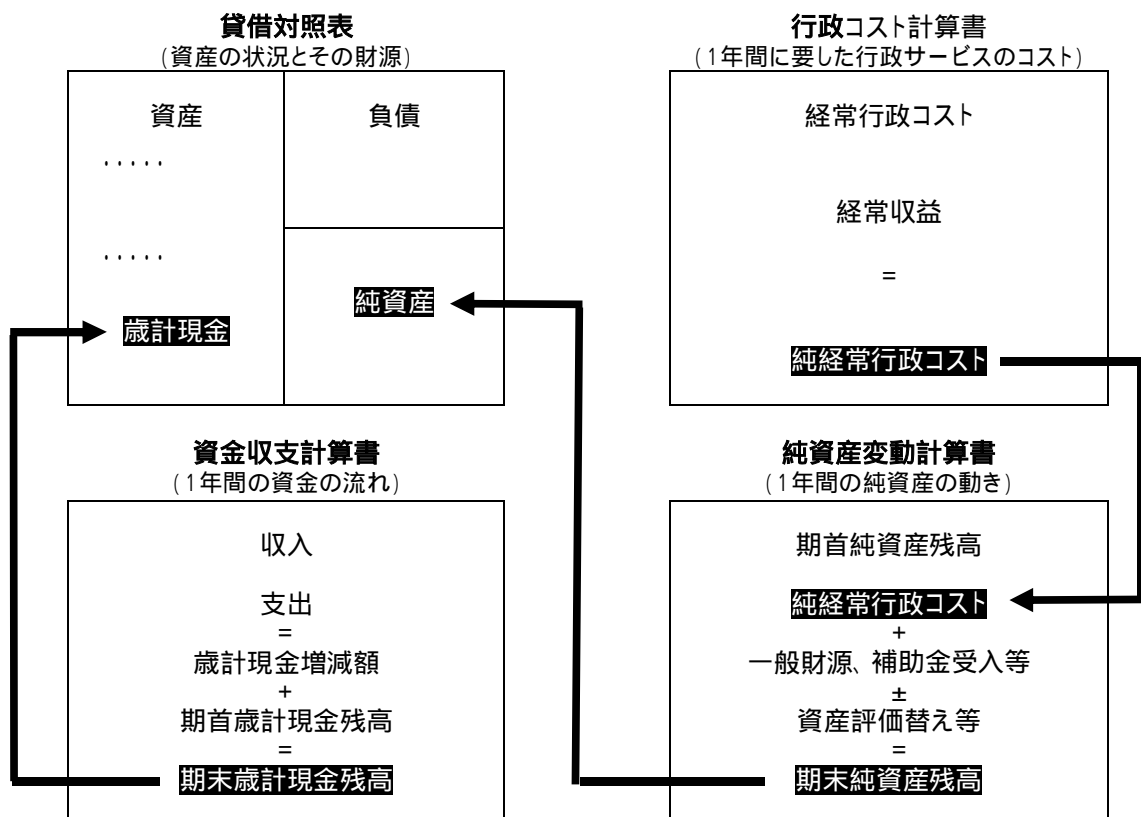 貸借対照表
(資産の状況とその財源)
資産
負債
・・・・・
・・・・・
純資産
歳計現金
行政コスト計算書
(1年間に要した行政サービスのコスト)
経常行政コスト
経常収益
=
純経常行政コスト
資金収支計算書
(1年間の資金の流れ)
収入
支出
=
歳計現金増減額
+
期首歳計現金残高
=
期末歳計現金残高
純資産変動計算書
(1年間の純資産の動き)
期首純資産残高
純経常行政コスト
+
一般財源、補助金受入等
±
資産評価替え等
=
期末純資産残高